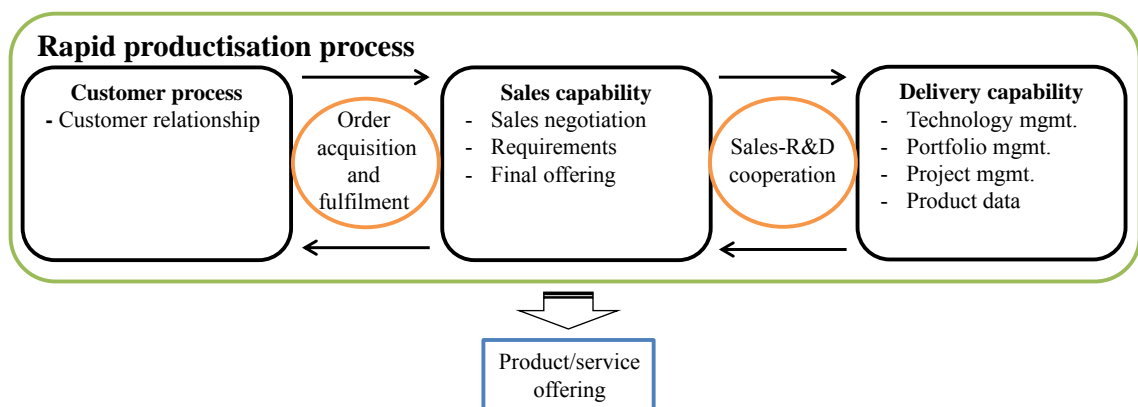 Rapid productisation process
Customer process
- Customer relationship
Order
acquisition
and
fulfilment
Sales capability
- Sales negotiation
- Requirements
- Final offering
Sales-R&D
cooperation
Delivery capability
- Technology mgmt.
- Portfolio mgmt.
- Project mgmt.
- Product data
Product/service
offering